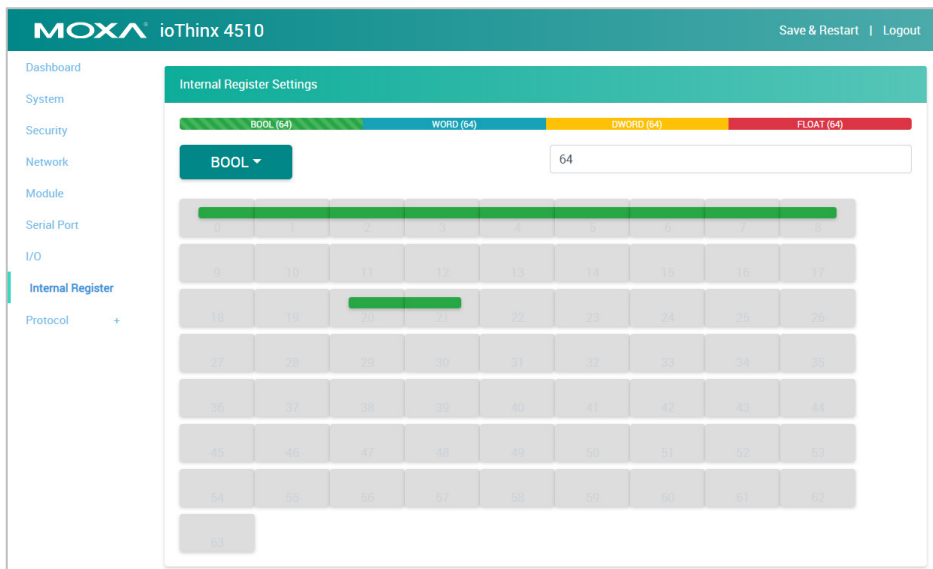 MOXA® ioThinx 4510
Save & Restart | Logout
Dashboard
System
Security
Network
Module
Serial Port
I/O
Internal Register
Protocol +
Internal Register Settings
BOOL (64) WORD (64) DWORD (64) FLOAT (64)
BOOL
64
0 1 2 3 4 5 6 7 8
9 10 11 12 13 14 15 16 17
18 19 20 21 22 23 24 25 26
27 28 29 30 31 32 33 34 35
36 37 38 39 40 41 42 43 44
45 46 47 48 49 50 51 52 53
54 55 56 57 58 59 60 61 62
63